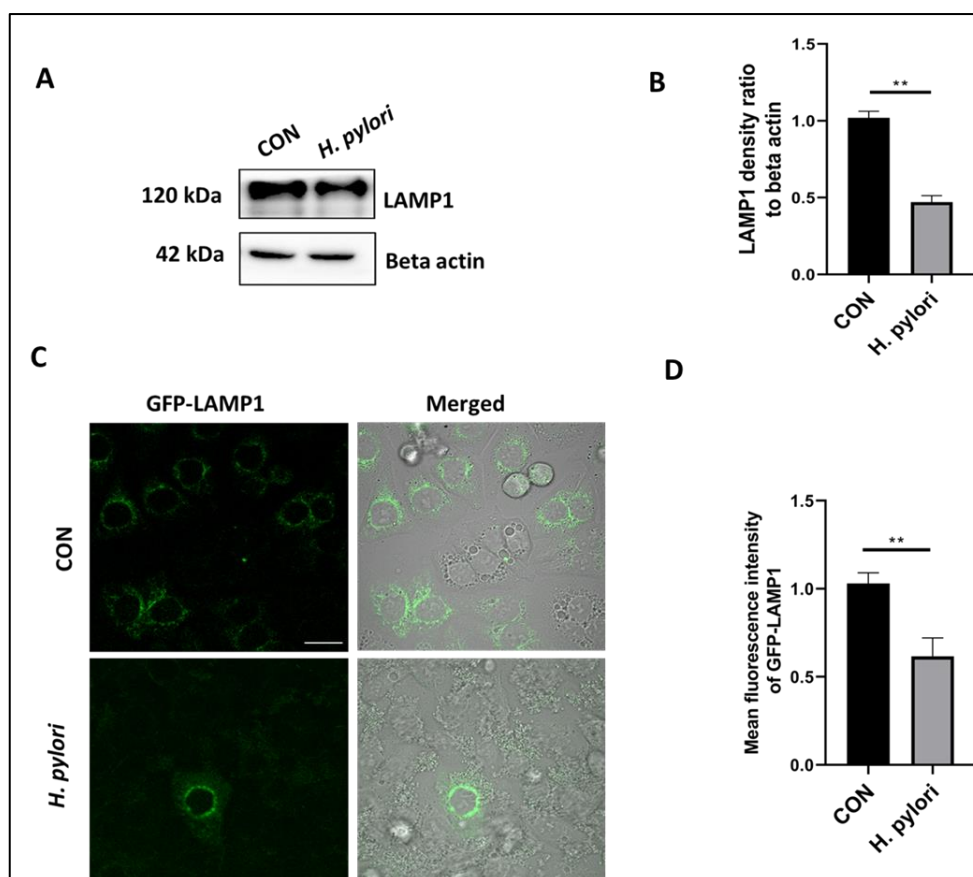 A
CON
H. pylori
120 kDa
LAMP1
42 kDa
Beta actin
B
LAMP1 density ratio
to beta actin
1.5
1.0
0.5
0.0
**
CON
H. pylori
C
GFP-LAMP1
Merged
CON
H. pylori
D
Mean fluorescence intensity
of GFP-LAMP1
1.5
1.0
0.5
0.0
**
CON
H. pylori